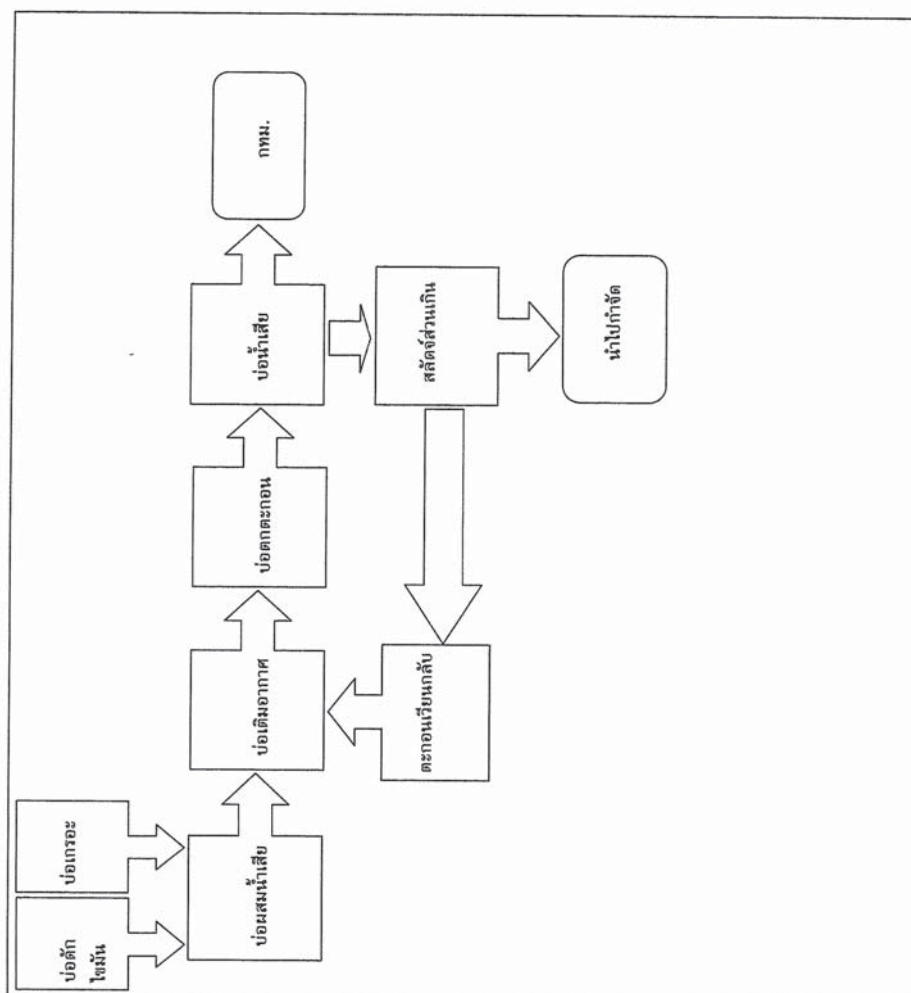 บ่อดัก
ไขมัน
บ่อเกรอะ
บ่อผสมน้ำเสีย
บ่อเติมอากาศ
บ่อตกตะกอน
บ่อน้ำเสีย
กทม.
ตะกอนเวียนกลับ
สลัดจ์ส่วนเกิน
นำไปกำจัด